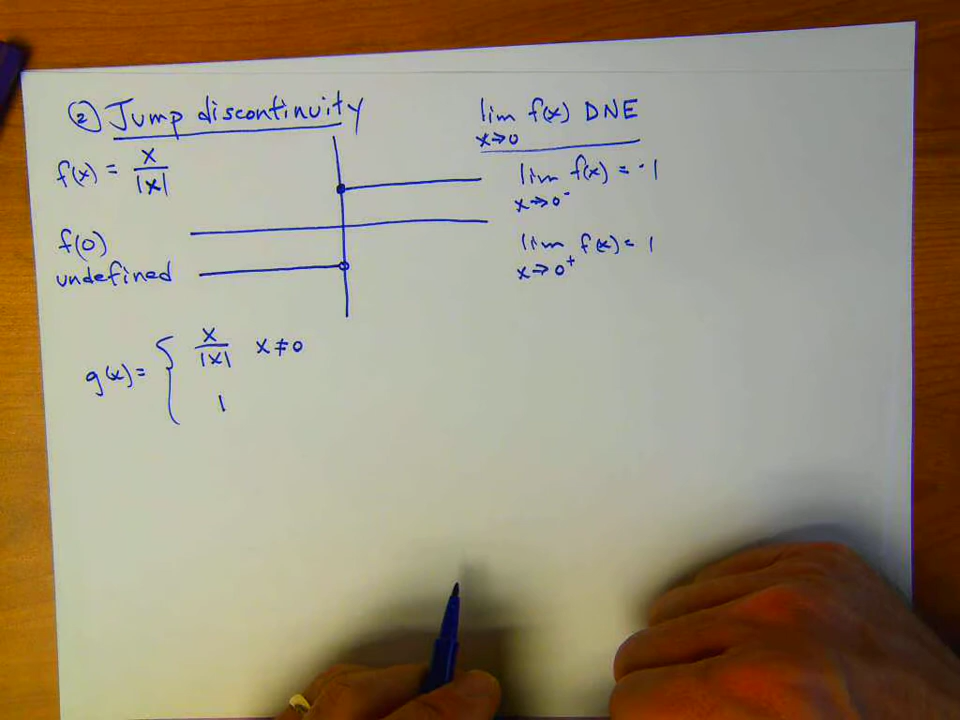 ② Jump discontinuity
f(x) = x/|x|
f(0)
undefined
lim x→0 f(x) DNE
lim x→0⁻ f(x) = -1
lim x→0⁺ f(x) = 1
g(x) = { x/|x| x≠0
1